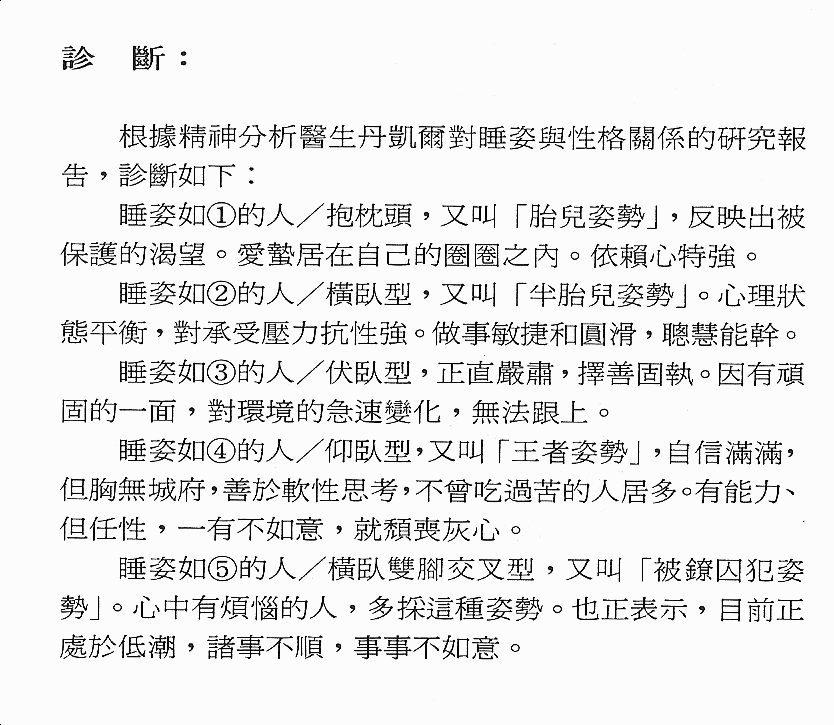 診　斷：
根據精神分析醫生丹凱爾對睡姿與性格關係的研究報
告，診斷如下：
睡姿如①的人／抱枕頭，又叫「胎兒姿勢」，反映出被
保護的渴望。愛蟄居在自己的圈圈之內。依賴心特強。
睡姿如②的人／橫臥型，又叫「半胎兒姿勢」。心理狀
態平衡，對承受壓力抗性強。做事敏捷和圓滑，聰慧能幹。
睡姿如③的人／伏臥型，正直嚴肅，擇善固執。因有頑
固的一面，對環境的急速變化，無法跟上。
睡姿如④的人／仰臥型，又叫「王者姿勢」，自信滿滿，
但胸無城府，善於軟性思考，不曾吃過苦的人居多。有能力、
但任性，一有不如意，就頹喪灰心。
睡姿如⑤的人／橫臥雙腳交叉型，又叫「被鐐囚犯姿
勢」。心中有煩惱的人，多採這種姿勢。也正表示，目前正
處於低潮，諸事不順，事事不如意。